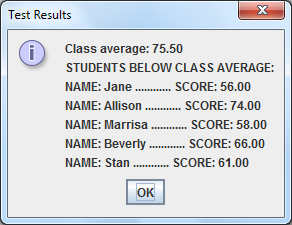 Test Results
Class average: 75.50
STUDENTS BELOW CLASS AVERAGE:
NAME: Jane ............ SCORE: 56.00
NAME: Allison ............ SCORE: 74.00
NAME: Marrisa ............ SCORE: 58.00
NAME: Beverly ............ SCORE: 66.00
NAME: Stan ............ SCORE: 61.00
OK